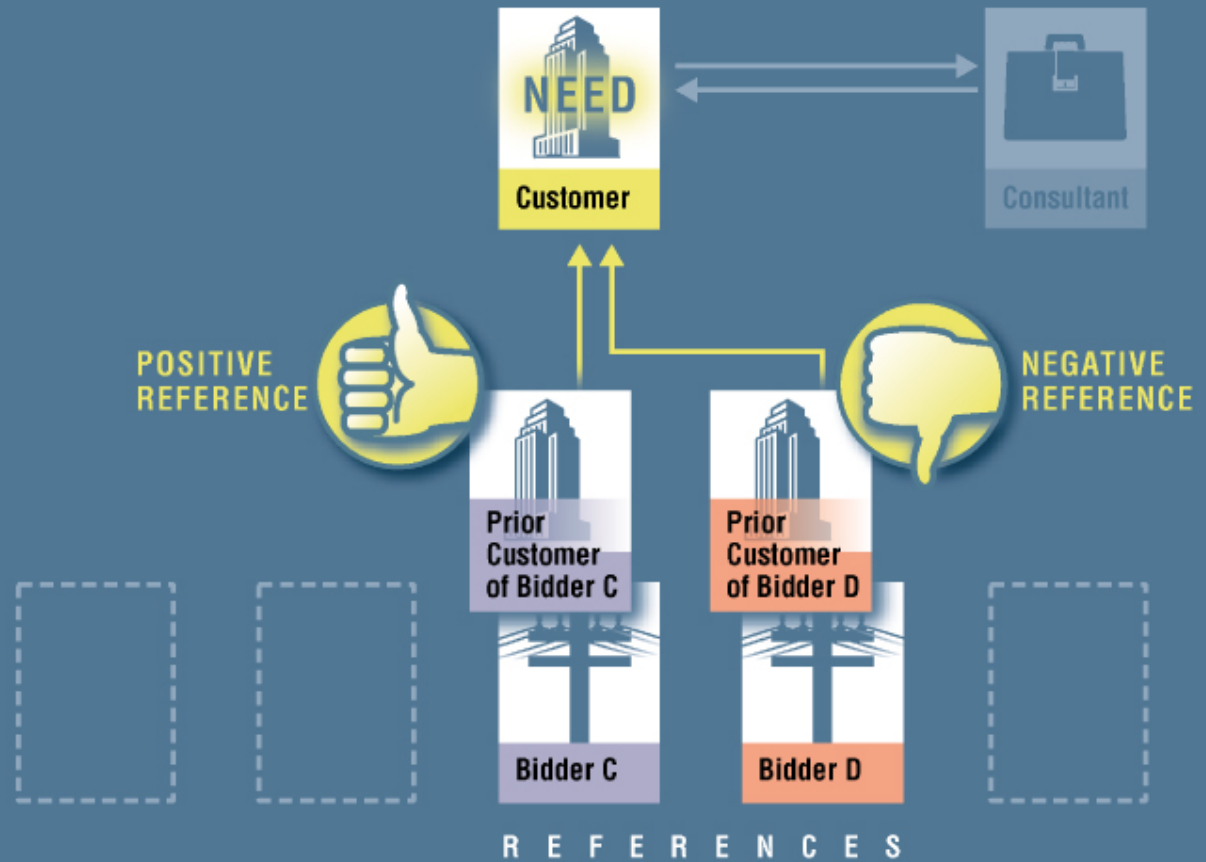 NEED
Customer
Consultant
POSITIVE
REFERENCE
NEGATIVE
REFERENCE
Prior
Customer
of Bidder C
Prior
Customer
of Bidder D
Bidder C
Bidder D
REFERENCES